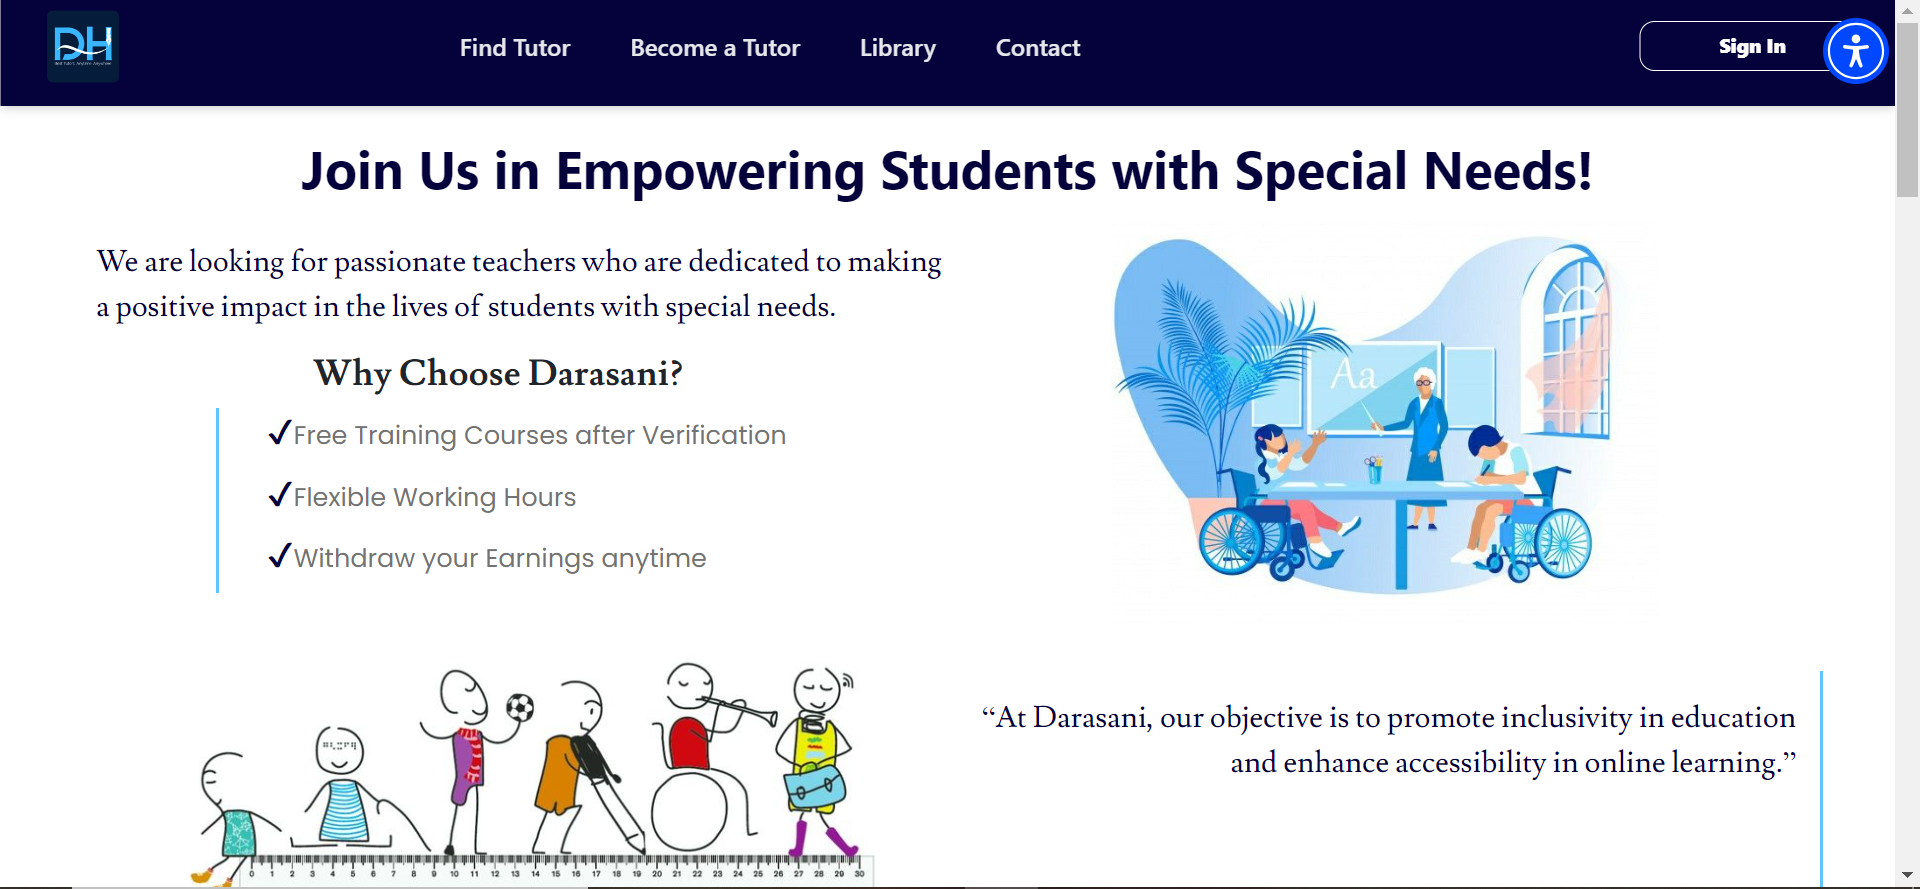 DH
Find Tutor
Become a Tutor
Library
Contact
Sign In
Join Us in Empowering Students with Special Needs!
We are looking for passionate teachers who are dedicated to making
a positive impact in the lives of students with special needs.
Why Choose Darasani?
✓Free Training Courses after Verification
✓Flexible Working Hours
✓Withdraw your Earnings anytime
Aa
“At Darasani, our objective is to promote inclusivity in education
and enhance accessibility in online learning.”
0 1 2 3 4 5 6 7 8 9 10 11 12 13 14 15 16 17 18 19 20 21 22 23 24 25 26 27 28 29 30